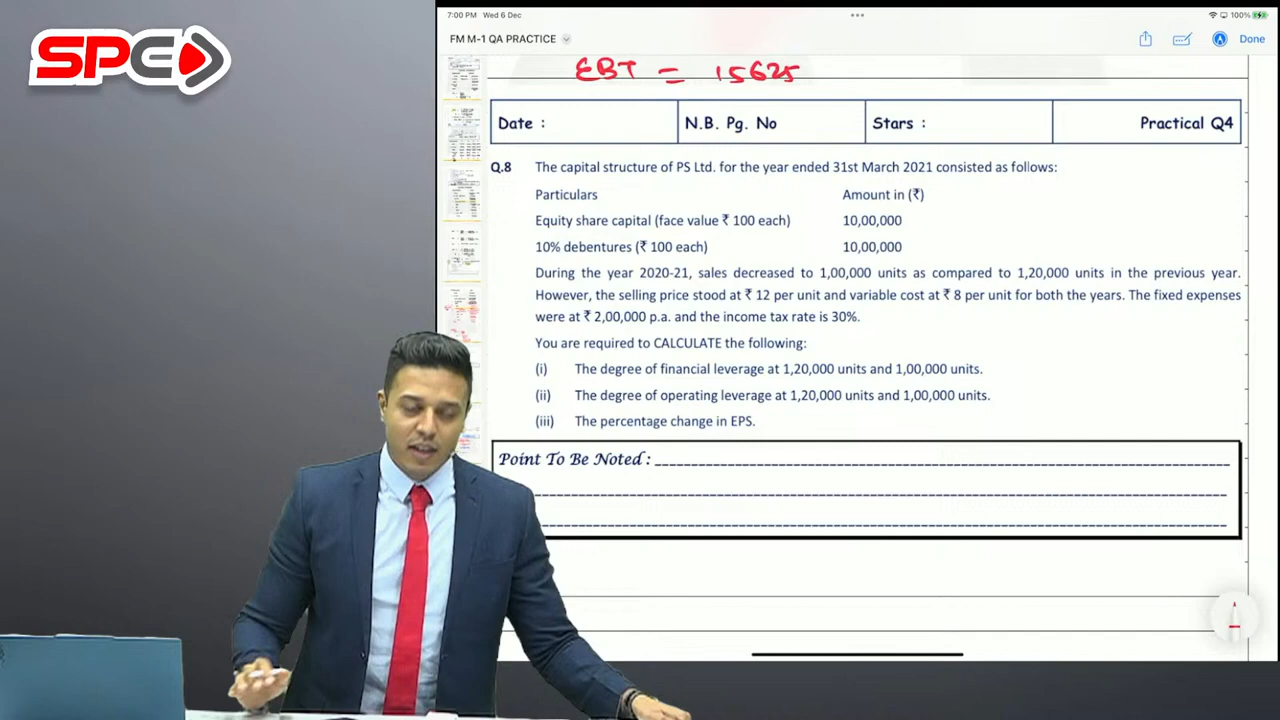 SPE
7:00 PM Wed 6 Dec
100%
FM M-1 QA PRACTICE
Done
EBT = 15625
Date :
N.B. Pg. No
Stars :
Practical Q4
Q.8 The capital structure of PS Ltd. for the year ended 31st March 2021 consisted as follows:
Particulars Amount (₹)
Equity share capital (face value ₹ 100 each) 10,00,000
10% debentures (₹ 100 each) 10,00,000
During the year 2020-21, sales decreased to 1,00,000 units as compared to 1,20,000 units in the previous year.
However, the selling price stood at ₹ 12 per unit and variable cost at ₹ 8 per unit for both the years. The fixed expenses
were at ₹ 2,00,000 p.a. and the income tax rate is 30%.
You are required to CALCULATE the following:
(i) The degree of financial leverage at 1,20,000 units and 1,00,000 units.
(ii) The degree of operating leverage at 1,20,000 units and 1,00,000 units.
(iii) The percentage change in EPS.
Point To Be Noted :